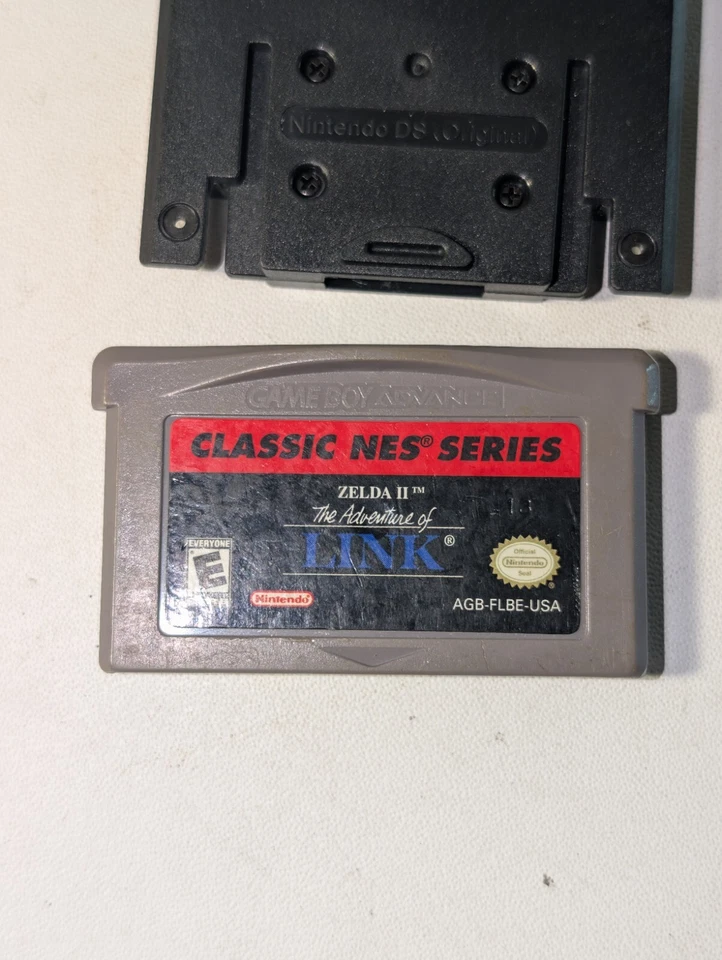 Nintendo DS (Original)
GAME BOY ADVANCE
CLASSIC NES® SERIES
ZELDA II™
The Adventure of
LINK®
EVERYONE
E
Nintendo
Official
Nintendo
Seal
AGB-FLBE-USA